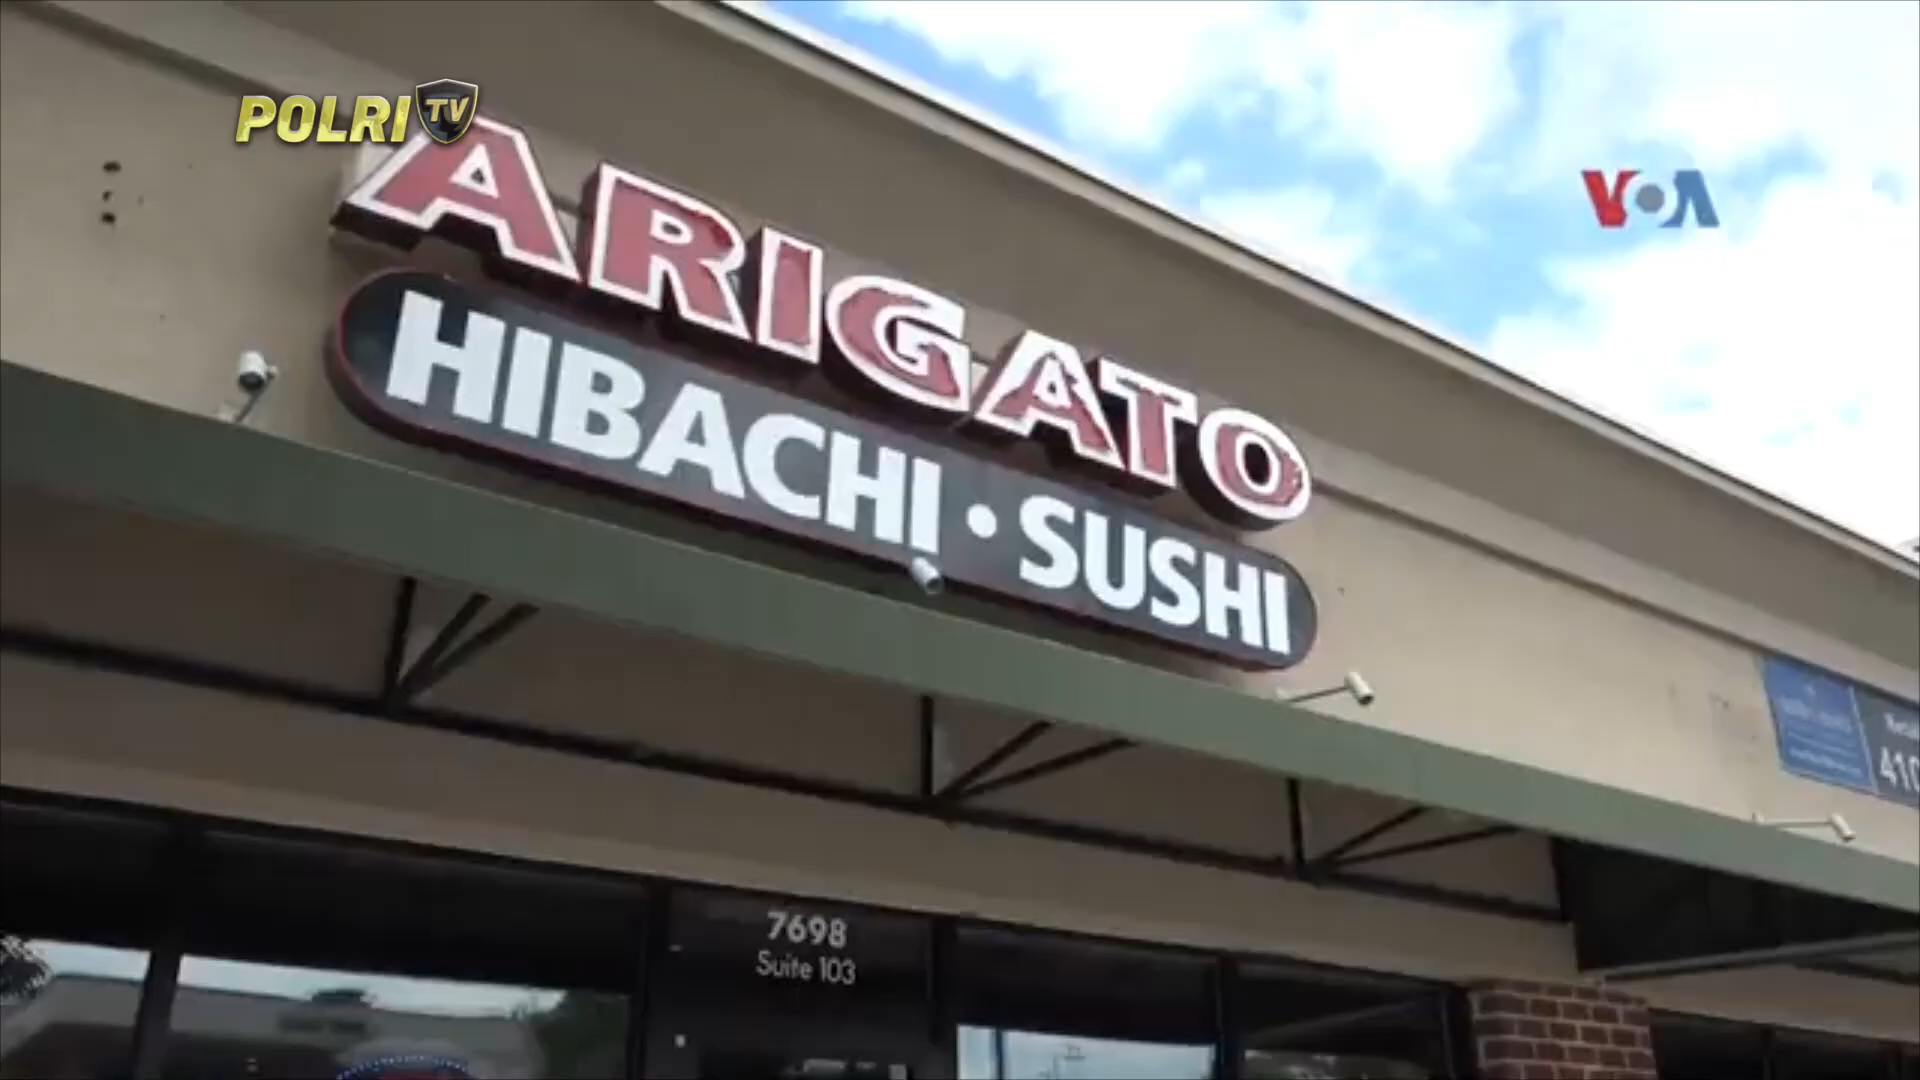 POLRI TV
VOA
ARIGATO
HIBACHI • SUSHI
410
7698
Suite 103